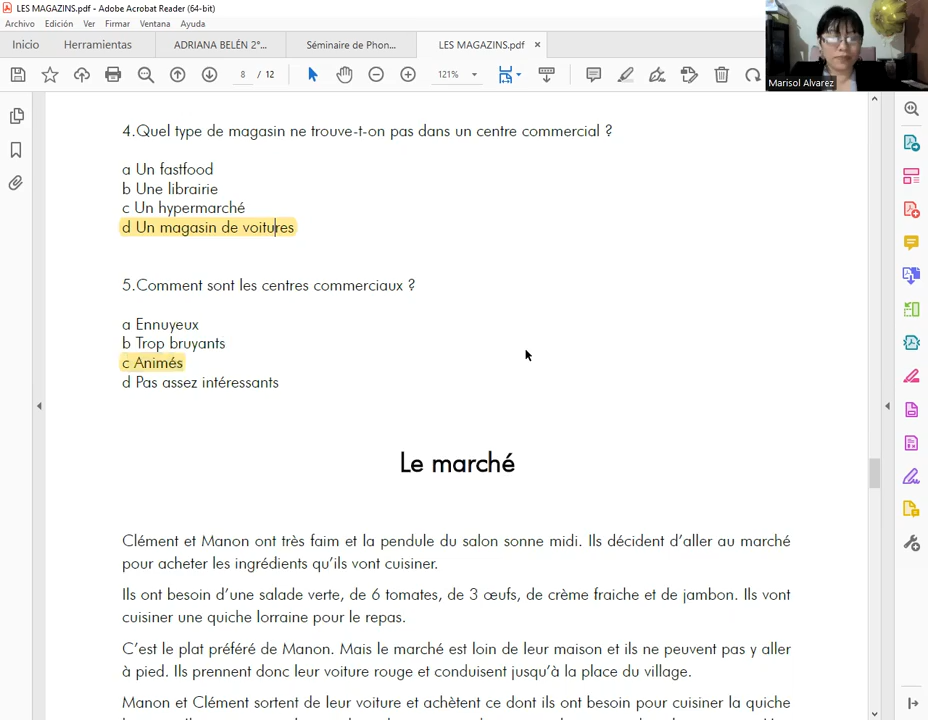 LES MAGAZINS.pdf - Adobe Acrobat Reader (64-bit)
Archivo Edición Ver Firmar Ventana Ayuda
Inicio Herramientas ADRIANA BELÉN 2°... Séminaire de Phon... LES MAGAZINS.pdf ×
8 / 12 121%
Marisol Alvarez
4.Quel type de magasin ne trouve-t-on pas dans un centre commercial ?
a Un fastfood
b Une librairie
c Un hypermarché
d Un magasin de voitures
5.Comment sont les centres commerciaux ?
a Ennuyeux
b Trop bruyants
c Animés
d Pas assez intéressants
Le marché
Clément et Manon ont très faim et la pendule du salon sonne midi. Ils décident d’aller au marché
pour acheter les ingrédients qu’ils vont cuisiner.
Ils ont besoin d’une salade verte, de 6 tomates, de 3 œufs, de crème fraiche et de jambon. Ils vont
cuisiner une quiche lorraine pour le repas.
C’est le plat préféré de Manon. Mais le marché est loin de leur maison et ils ne peuvent pas y aller
à pied. Ils prennent donc leur voiture rouge et conduisent jusqu’à la place du village.
Manon et Clément sortent de leur voiture et achètent ce dont ils ont besoin pour cuisiner la quiche